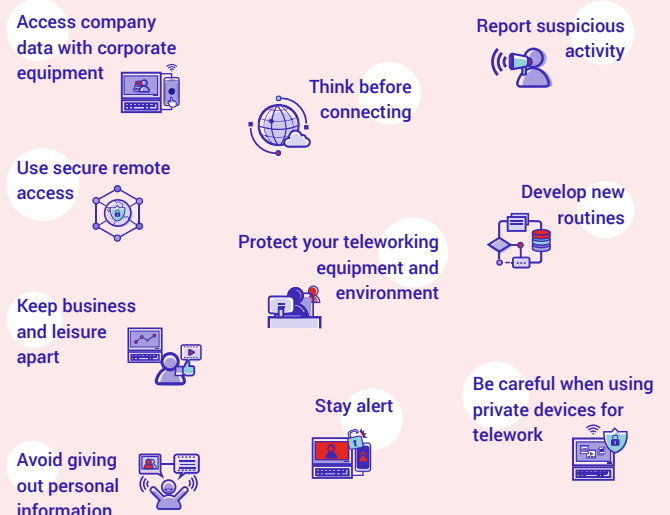 Access company
data with corporate
equipment
Use secure remote
access
Keep business
and leisure
apart
Avoid giving
out personal
information
Think before
connecting
Protect your teleworking
equipment and
environment
Stay alert
Report suspicious
activity
Develop new
routines
Be careful when using
private devices for
telework